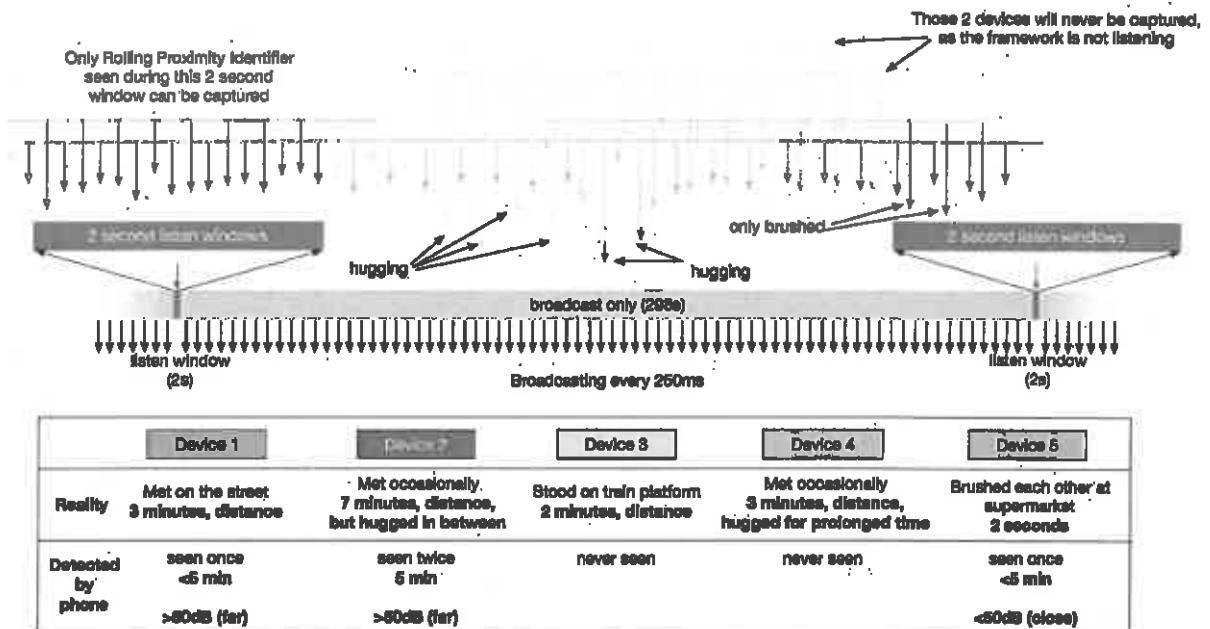 Those 2 devices will never be captured,
as the framework is not listening
Only Rolling Proximity Identifier
seen during this 2 second
window can be captured
only brushed
2 second listen windows
2 second listen windows
hugging
hugging
broadcast only (298s)
listen window
(2s)
Broadcasting every 250ms
listen window
(2s)
Device 1
Device 2
Device 3
Device 4
Device 5
Reality
Met on the street
3 minutes, distance
Met occasionally
7 minutes, distance,
but hugged in between
Stood on train platform
2 minutes, distance
Met occasionally
3 minutes, distance,
hugged for prolonged time
Brushed each other at
supermarket
2 seconds
Detected
by
phone
seen once
<5 min
>50dB (far)
seen twice
5 min
>50dB (far)
never seen
never seen
seen once
<5 min
<50dB (close)